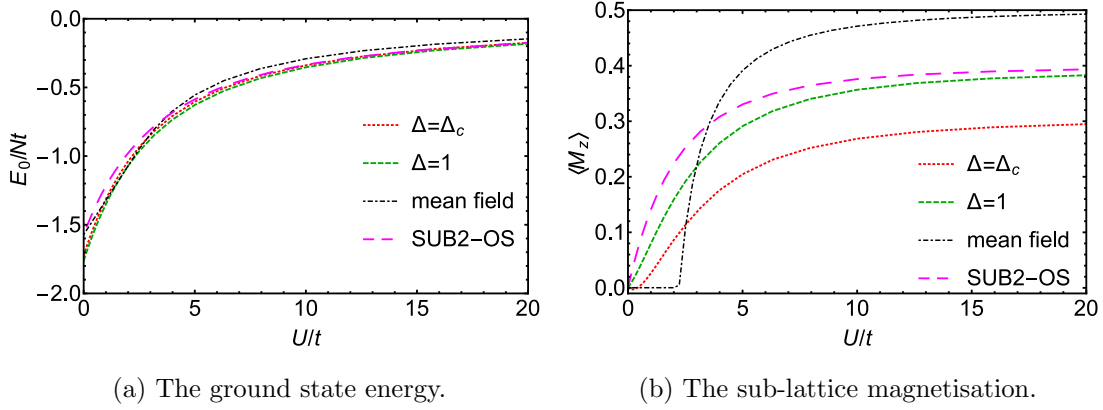 0.0
−0.5
−1.0
−1.5
−2.0
E₀/Nt
0 5 10 15 20
U/t
Δ=Δc
Δ=1
mean field
SUB2−OS
(a) The ground state energy.
0.5
0.4
0.3
0.2
0.1
0.0
⟨Mz⟩
0 5 10 15 20
U/t
Δ=Δc
Δ=1
mean field
SUB2−OS
(b) The sub-lattice magnetisation.